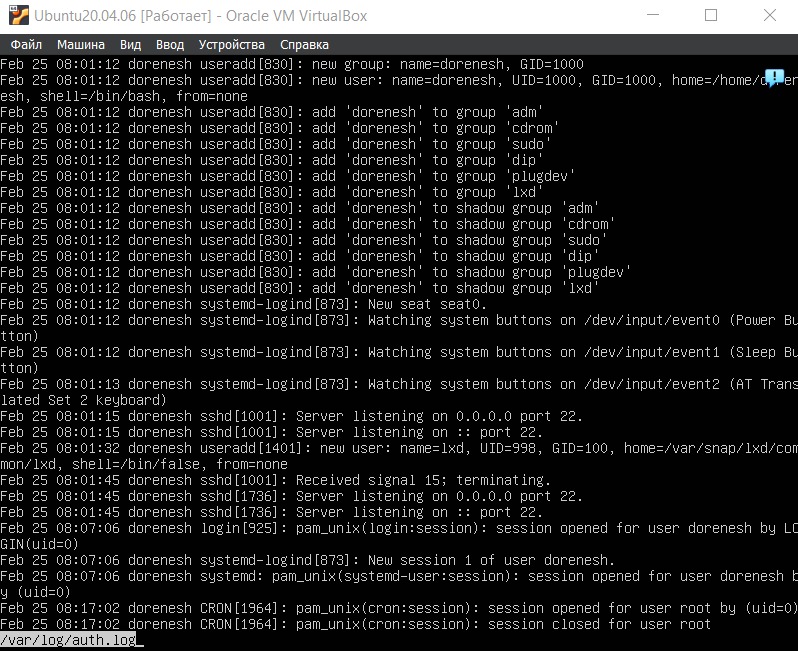 Ubuntu20.04.06 [Работает] - Oracle VM VirtualBox
Файл Машина Вид Ввод Устройства Справка
Feb 25 08:01:12 dorenesh useradd[830]: new group: name=dorenesh, GID=1000
Feb 25 08:01:12 dorenesh useradd[830]: new user: name=dorenesh, UID=1000, GID=1000, home=/home/doren
esh, shell=/bin/bash, from=none
Feb 25 08:01:12 dorenesh useradd[830]: add 'dorenesh' to group 'adm'
Feb 25 08:01:12 dorenesh useradd[830]: add 'dorenesh' to group 'cdrom'
Feb 25 08:01:12 dorenesh useradd[830]: add 'dorenesh' to group 'sudo'
Feb 25 08:01:12 dorenesh useradd[830]: add 'dorenesh' to group 'dip'
Feb 25 08:01:12 dorenesh useradd[830]: add 'dorenesh' to group 'plugdev'
Feb 25 08:01:12 dorenesh useradd[830]: add 'dorenesh' to group 'lxd'
Feb 25 08:01:12 dorenesh useradd[830]: add 'dorenesh' to shadow group 'adm'
Feb 25 08:01:12 dorenesh useradd[830]: add 'dorenesh' to shadow group 'cdrom'
Feb 25 08:01:12 dorenesh useradd[830]: add 'dorenesh' to shadow group 'sudo'
Feb 25 08:01:12 dorenesh useradd[830]: add 'dorenesh' to shadow group 'dip'
Feb 25 08:01:12 dorenesh useradd[830]: add 'dorenesh' to shadow group 'plugdev'
Feb 25 08:01:12 dorenesh useradd[830]: add 'dorenesh' to shadow group 'lxd'
Feb 25 08:01:12 dorenesh systemd-logind[873]: New seat seat0.
Feb 25 08:01:12 dorenesh systemd-logind[873]: Watching system buttons on /dev/input/event0 (Power Bu
tton)
Feb 25 08:01:12 dorenesh systemd-logind[873]: Watching system buttons on /dev/input/event1 (Sleep Bu
tton)
Feb 25 08:01:13 dorenesh systemd-logind[873]: Watching system buttons on /dev/input/event2 (AT Trans
lated Set 2 keyboard)
Feb 25 08:01:15 dorenesh sshd[1001]: Server listening on 0.0.0.0 port 22.
Feb 25 08:01:15 dorenesh sshd[1001]: Server listening on :: port 22.
Feb 25 08:01:32 dorenesh useradd[1401]: new user: name=lxd, UID=998, GID=100, home=/var/snap/lxd/com
mon/lxd, shell=/bin/false, from=none
Feb 25 08:01:45 dorenesh sshd[1001]: Received signal 15; terminating.
Feb 25 08:01:45 dorenesh sshd[1736]: Server listening on 0.0.0.0 port 22.
Feb 25 08:01:45 dorenesh sshd[1736]: Server listening on :: port 22.
Feb 25 08:07:06 dorenesh login[925]: pam_unix(login:session): session opened for user dorenesh by LO
GIN(uid=0)
Feb 25 08:07:06 dorenesh systemd-logind[873]: New session 1 of user dorenesh.
Feb 25 08:07:06 dorenesh systemd: pam_unix(systemd-user:session): session opened for user dorenesh b
y (uid=0)
Feb 25 08:17:02 dorenesh CRON[1964]: pam_unix(cron:session): session opened for user root by (uid=0)
Feb 25 08:17:02 dorenesh CRON[1964]: pam_unix(cron:session): session closed for user root
/var/log/auth.log